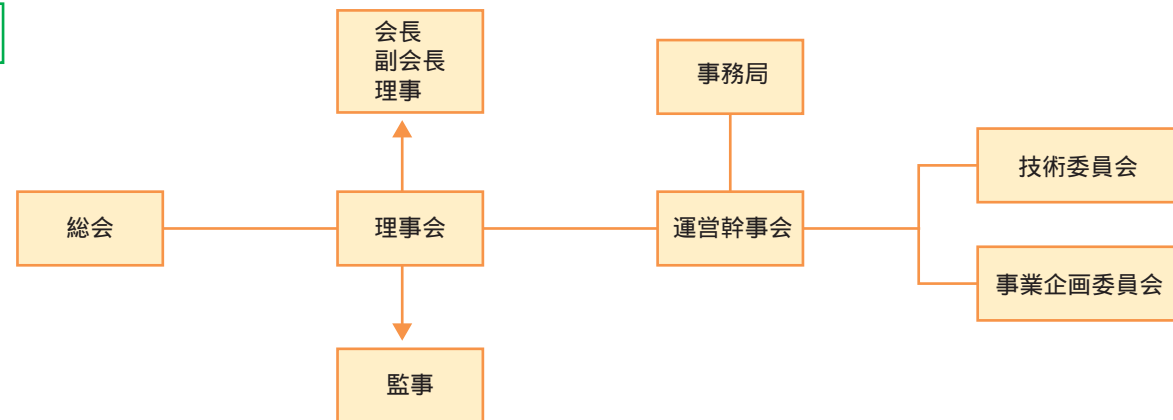 会長
副会長
理事
事務局
技術委員会
総会
理事会
運営幹事会
事業企画委員会
監事